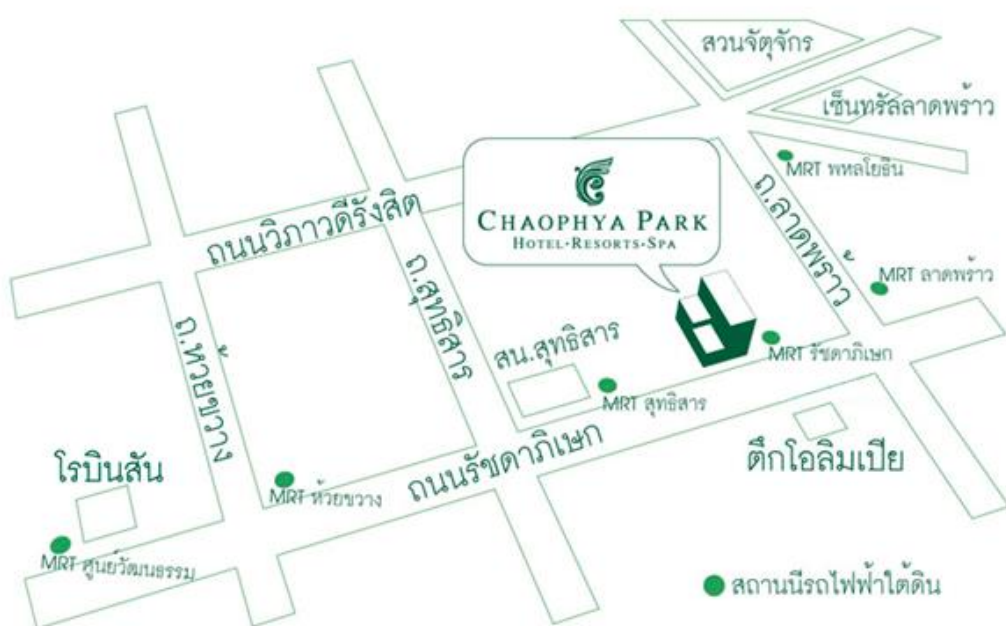 สวนจัตุจักร
เซ็นทรัลลาดพร้าว
MRT พหลโยธิน
CHAOPHYA PARK
HOTEL·RESORTS·SPA
ถนนวิภาวดีรังสิต
ถ.ลาดพร้าว
ถ.สุทธิสาร
MRT ลาดพร้าว
ถ.ห้วยขวาง
สน.สุทธิสาร
MRT รัชดาภิเษก
MRT สุทธิสาร
โรบินสัน
ถนนรัชดาภิเษก
ตึกโอลิมเปีย
MRT ห้วยขวาง
MRT ศูนย์วัฒนธรรม
สถานนีรถไฟฟ้าใต้ดิน